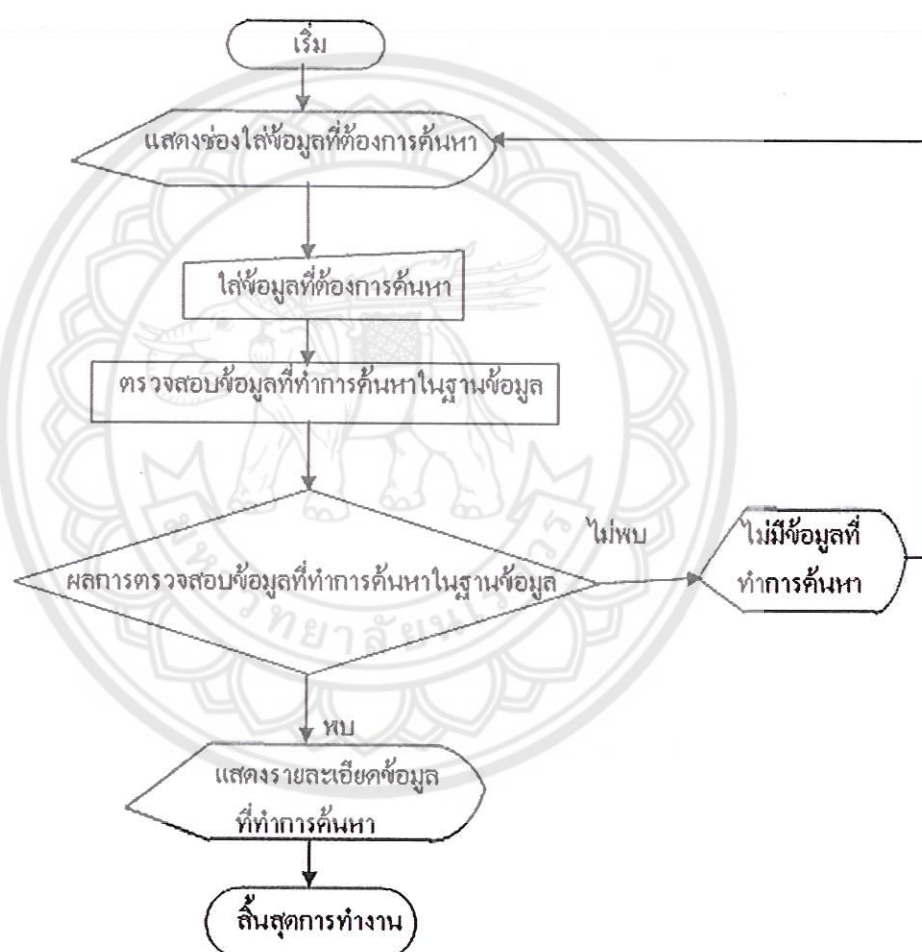 เริ่ม
แสดงช่องใส่ข้อมูลที่ต้องการค้นหา
ใส่ข้อมูลที่ต้องการค้นหา
ตรวจสอบข้อมูลที่ทำการค้นหาในฐานข้อมูล
ผลการตรวจสอบข้อมูลที่ทำการค้นหาในฐานข้อมูล
ไม่พบ
ไม่มีข้อมูลที่
ทำการค้นหา
พบ
แสดงรายละเอียดข้อมูล
ที่ทำการค้นหา
สิ้นสุดการทำงาน